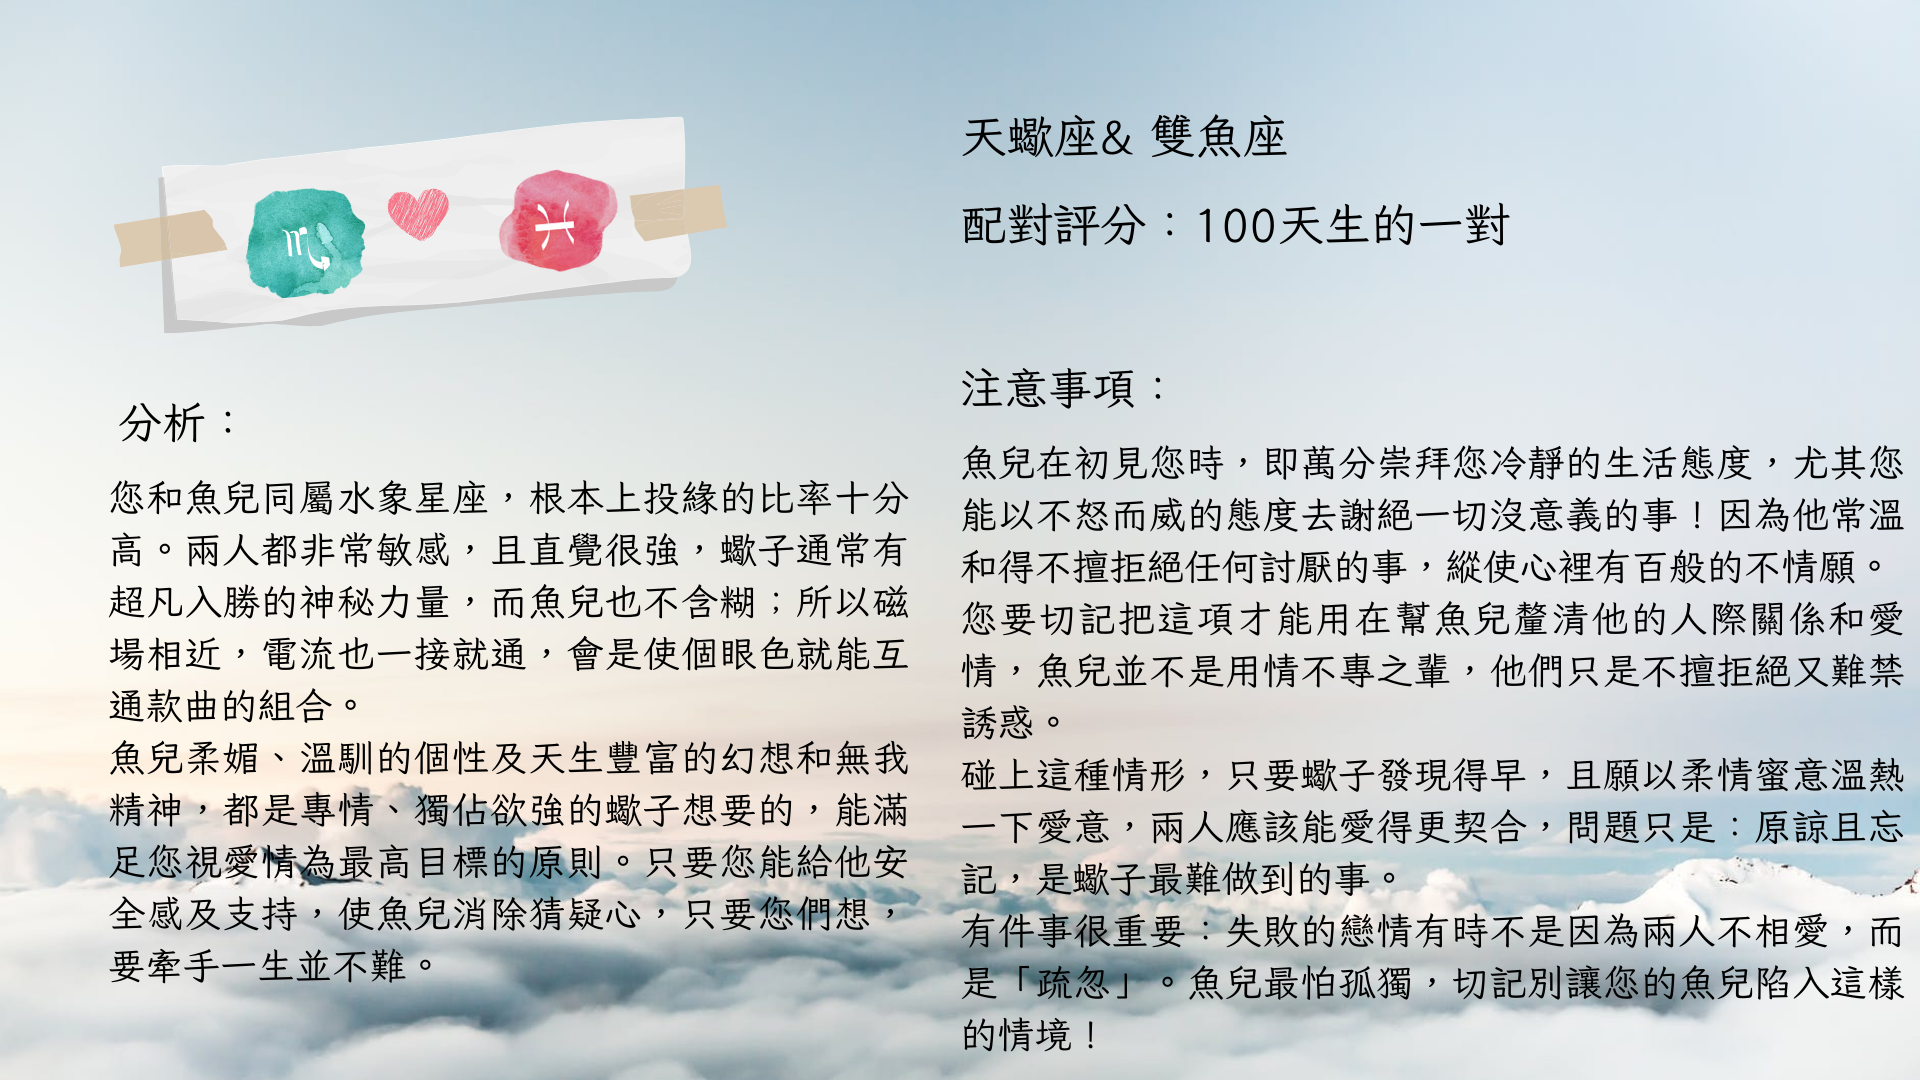 天蠍座& 雙魚座
配對評分：100天生的一對
分析：
您和魚兒同屬水象星座，根本上投緣的比率十分
高。兩人都非常敏感，且直覺很強，蠍子通常有
超凡入勝的神秘力量，而魚兒也不含糊；所以磁
場相近，電流也一接就通，會是使個眼色就能互
通款曲的組合。
魚兒柔媚、溫馴的個性及天生豐富的幻想和無我
精神，都是專情、獨佔欲強的蠍子想要的，能滿
足您視愛情為最高目標的原則。只要您能給他安
全感及支持，使魚兒消除猜疑心，只要您們想，
要牽手一生並不難。
注意事項：
魚兒在初見您時，即萬分崇拜您冷靜的生活態度，尤其您
能以不怒而威的態度去謝絕一切沒意義的事！因為他常溫
和得不擅拒絕任何討厭的事，縱使心裡有百般的不情願。
您要切記把這項才能用在幫魚兒釐清他的人際關係和愛
情，魚兒並不是用情不專之輩，他們只是不擅拒絕又難禁
誘惑。
碰上這種情形，只要蠍子發現得早，且願以柔情蜜意溫熱
一下愛意，兩人應該能愛得更契合，問題只是：原諒且忘
記，是蠍子最難做到的事。
有件事很重要：失敗的戀情有時不是因為兩人不相愛，而
是「疏忽」。魚兒最怕孤獨，切記別讓您的魚兒陷入這樣
的情境！